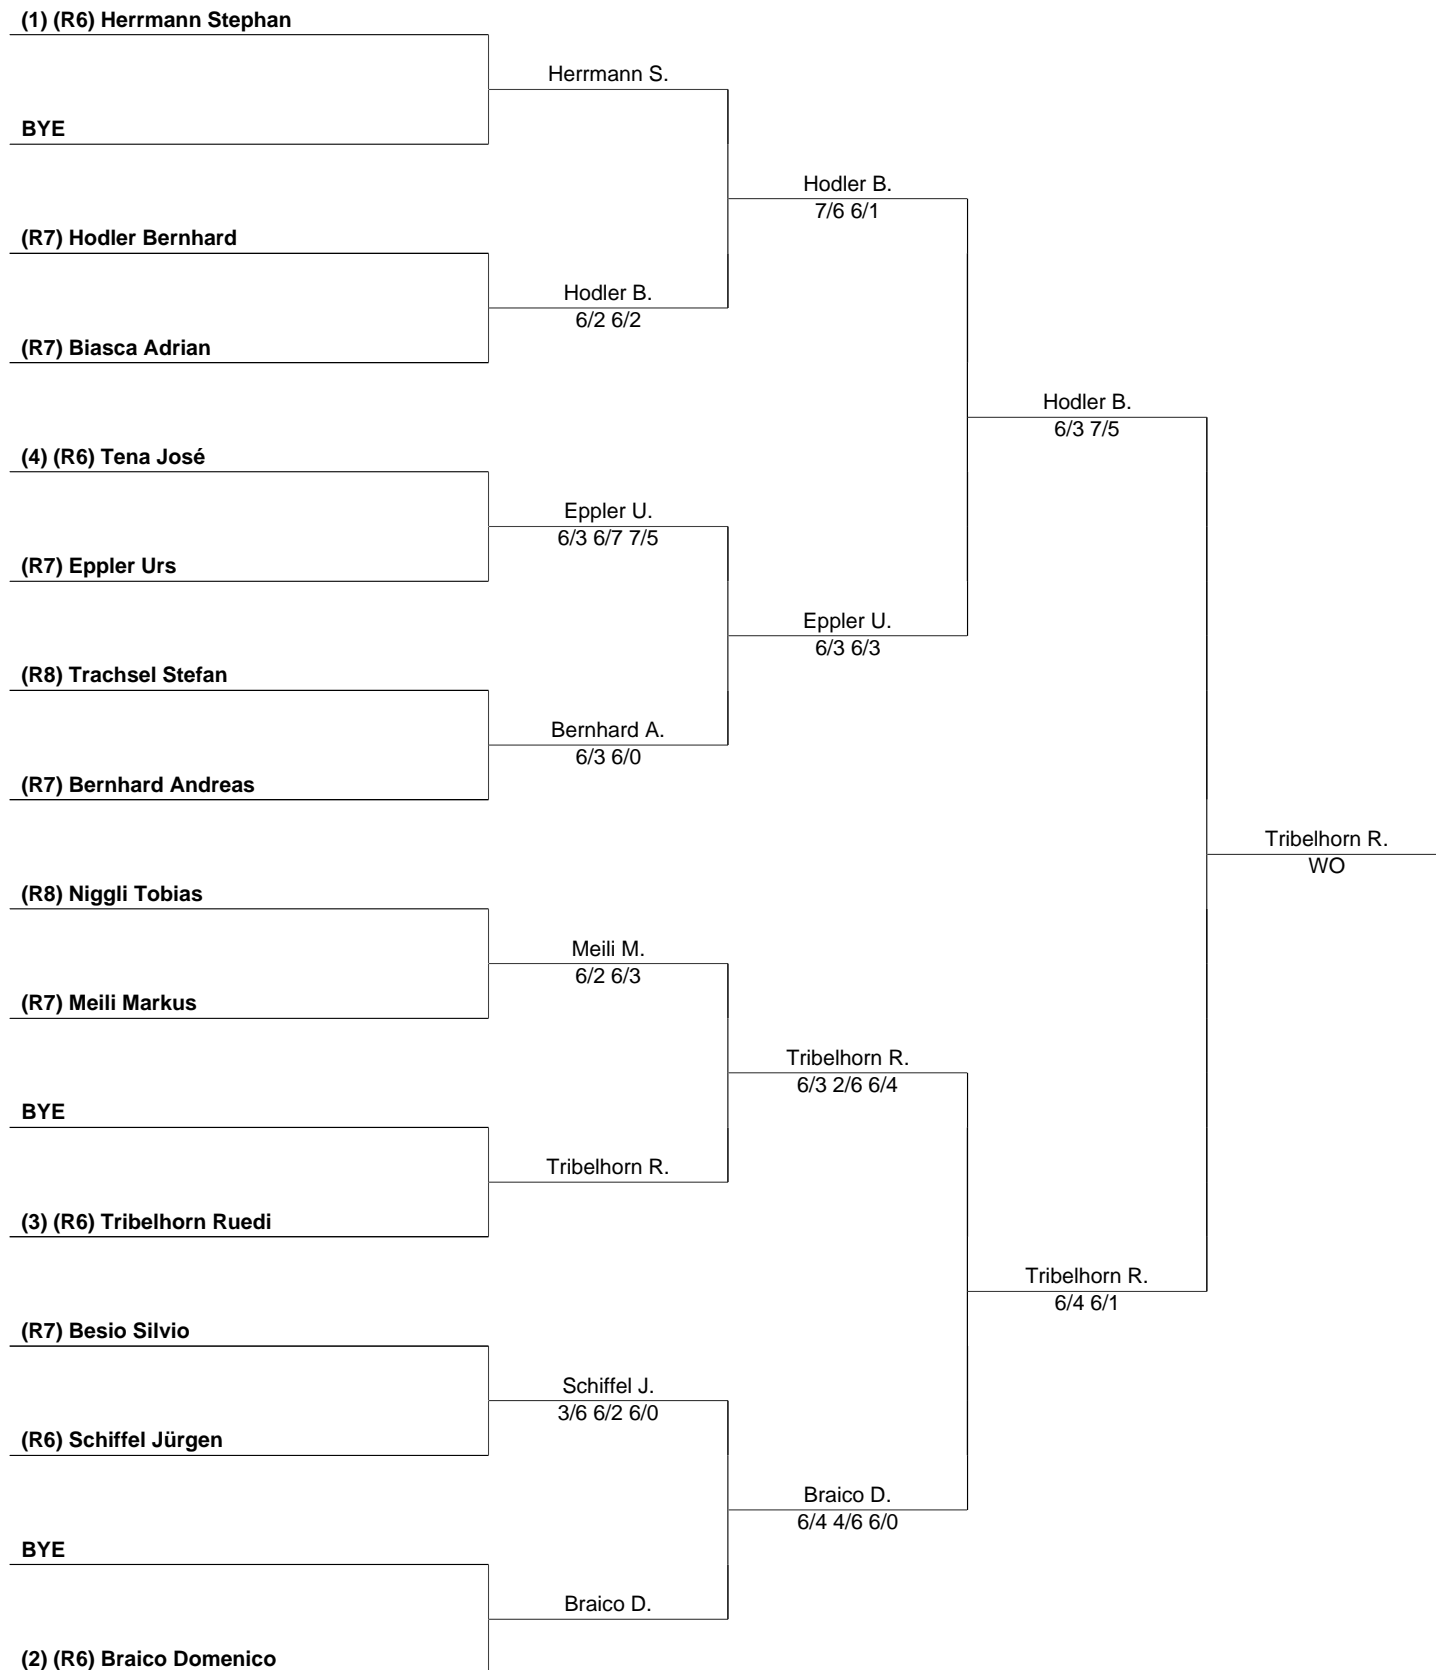 (1) (R6) Herrmann Stephan
Herrmann S.
BYE
Hodler B.
7/6 6/1
(R7) Hodler Bernhard
Hodler B.
6/2 6/2
(R7) Biasca Adrian
Hodler B.
6/3 7/5
(4) (R6) Tena José
Eppler U.
6/3 6/7 7/5
(R7) Eppler Urs
Eppler U.
6/3 6/3
(R8) Trachsel Stefan
Bernhard A.
6/3 6/0
(R7) Bernhard Andreas
Tribelhorn R.
WO
(R8) Niggli Tobias
Meili M.
6/2 6/3
(R7) Meili Markus
Tribelhorn R.
6/3 2/6 6/4
BYE
Tribelhorn R.
(3) (R6) Tribelhorn Ruedi
Tribelhorn R.
6/4 6/1
(R7) Besio Silvio
Schiffel J.
3/6 6/2 6/0
(R6) Schiffel Jürgen
Braico D.
6/4 4/6 6/0
BYE
Braico D.
(2) (R6) Braico Domenico